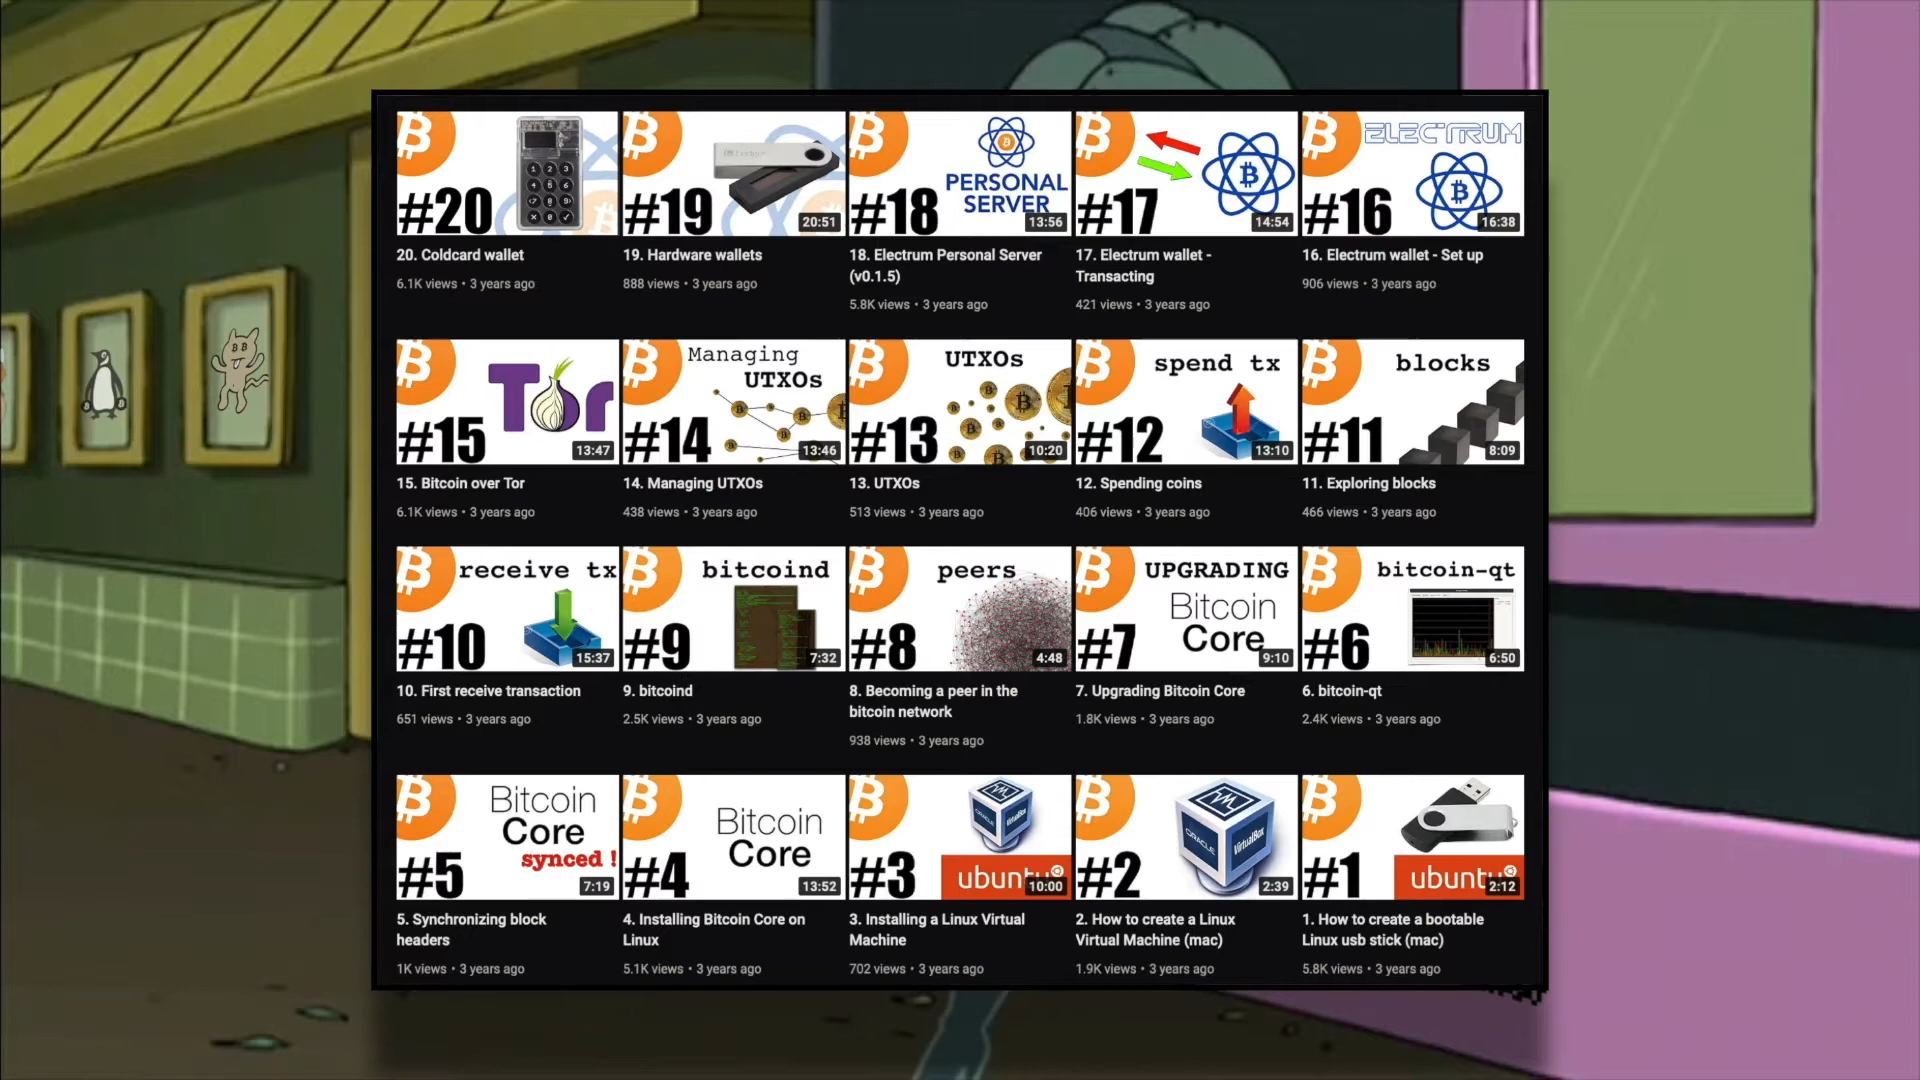 #20
20. Coldcard wallet
6.1K views • 3 years ago
#19
20:51
19. Hardware wallets
888 views • 3 years ago
PERSONAL
SERVER
#18
13:56
18. Electrum Personal Server
(v0.1.5)
5.8K views • 3 years ago
#17
14:54
17. Electrum wallet -
Transacting
421 views • 3 years ago
ELECTRUM
#16
16:38
16. Electrum wallet - Set up
906 views • 3 years ago
Tor
#15
13:47
15. Bitcoin over Tor
6.1K views • 3 years ago
Managing
UTXOs
#14
13:46
14. Managing UTXOs
438 views • 3 years ago
UTXOs
#13
10:20
13. UTXOs
513 views • 3 years ago
spend tx
#12
13:10
12. Spending coins
406 views • 3 years ago
blocks
#11
8:09
11. Exploring blocks
466 views • 3 years ago
receive tx
#10
15:37
10. First receive transaction
651 views • 3 years ago
bitcoind
#9
7:32
9. bitcoind
2.5K views • 3 years ago
peers
#8
4:48
8. Becoming a peer in the
bitcoin network
938 views • 3 years ago
UPGRADING
Bitcoin
Core
#7
9:10
7. Upgrading Bitcoin Core
1.8K views • 3 years ago
bitcoin-qt
#6
6:50
6. bitcoin-qt
2.4K views • 3 years ago
Bitcoin
Core
synced !
#5
7:19
5. Synchronizing block
headers
1K views • 3 years ago
Bitcoin
Core
#4
13:52
4. Installing Bitcoin Core on
Linux
5.1K views • 3 years ago
ORACLE
VirtualBox
#3
ubuntu
10:00
3. Installing a Linux Virtual
Machine
702 views • 3 years ago
ORACLE
VirtualBox
#2
2:39
2. How to create a Linux
Virtual Machine (mac)
1.9K views • 3 years ago
#1
ubuntu
2:12
1. How to create a bootable
Linux usb stick (mac)
5.8K views • 3 years ago